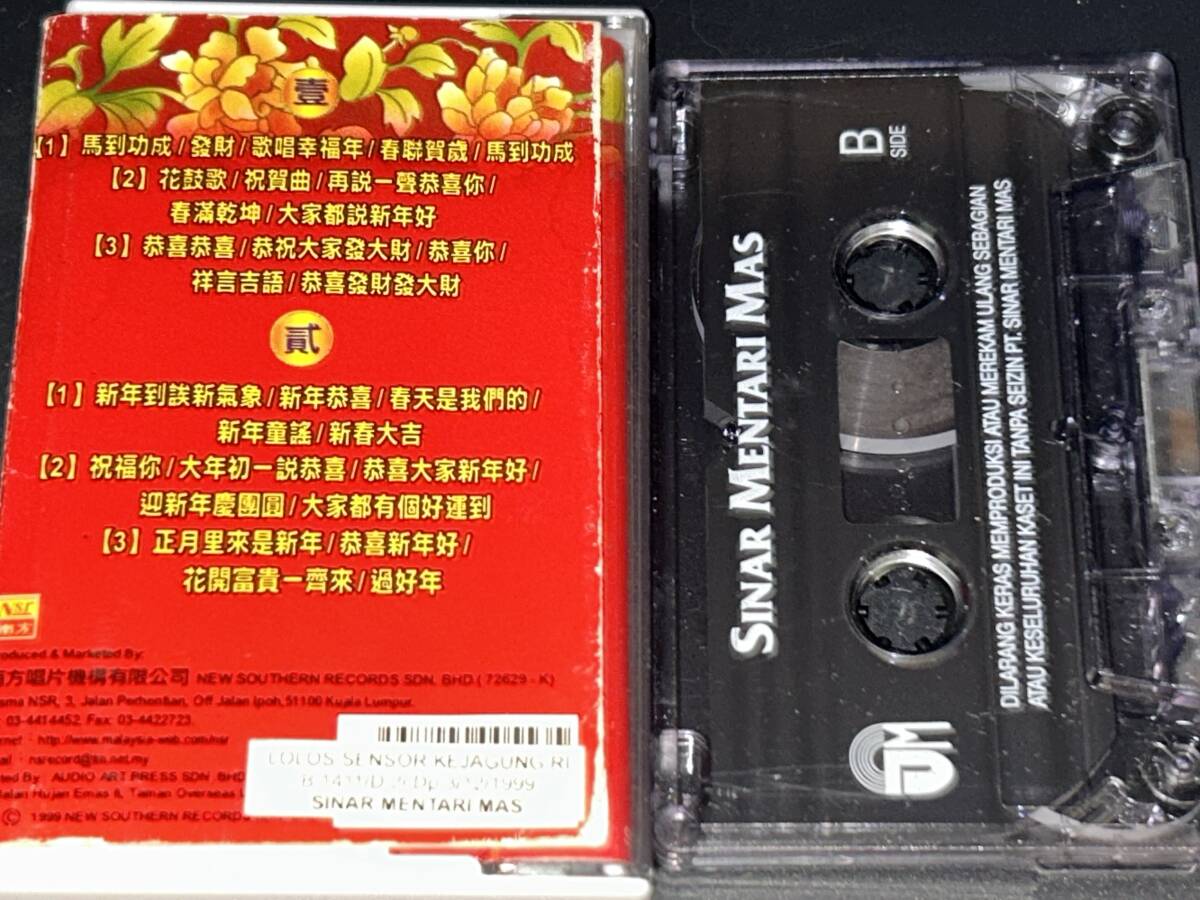 壹
【1】馬到功成/發財/歌唱幸福年/春聯賀歲/馬到功成
【2】花鼓歌/祝賀曲/再説一聲恭喜你/
春滿乾坤/大家都説新年好
【3】恭喜恭喜/恭祝大家發大財/恭喜你/
祥言吉語/恭喜發財發大財
貳
【1】新年到談新氣象/新年恭喜/春天是我們的/
新年童謠/新春大吉
【2】祝福你/大年初一説恭喜/恭喜大家新年好/
迎新年慶團圓/大家都有個好運到
【3】正月里來是新年/恭喜新年好/
花開富貴一齊來/過好年
NSR
南方
Produced & Marketed By:
南方唱片機構有限公司 NEW SOUTHERN RECORDS SDN. BHD.( 72629 - K)
NSR, 3, Jalan Perhentian, Off Jalan Ipoh,51100 Kuala Lumpur.
03-4414452, Fax: 03-4422723.
http://www.malaysia-web.com/nsr
nsrecord@tm.net.my
By: AUDIO ART PRESS SDN. BHD
Jalan Hujan Emas 8, Taman Overseas
© 1999 NEW SOUTHERN RECORDS
LOLOS SENSOR KEJAGUNG RI
SINAR MENTARI MAS
B
SIDE
SINAR MENTARI MAS
DILARANG KERAS MEMPRODUKSI ATAU MEREKAM ULANG SEBAGIAN
ATAU KESELURUHAN KASET INI TANPA SEIZIN PT. SINAR MENTARI MAS